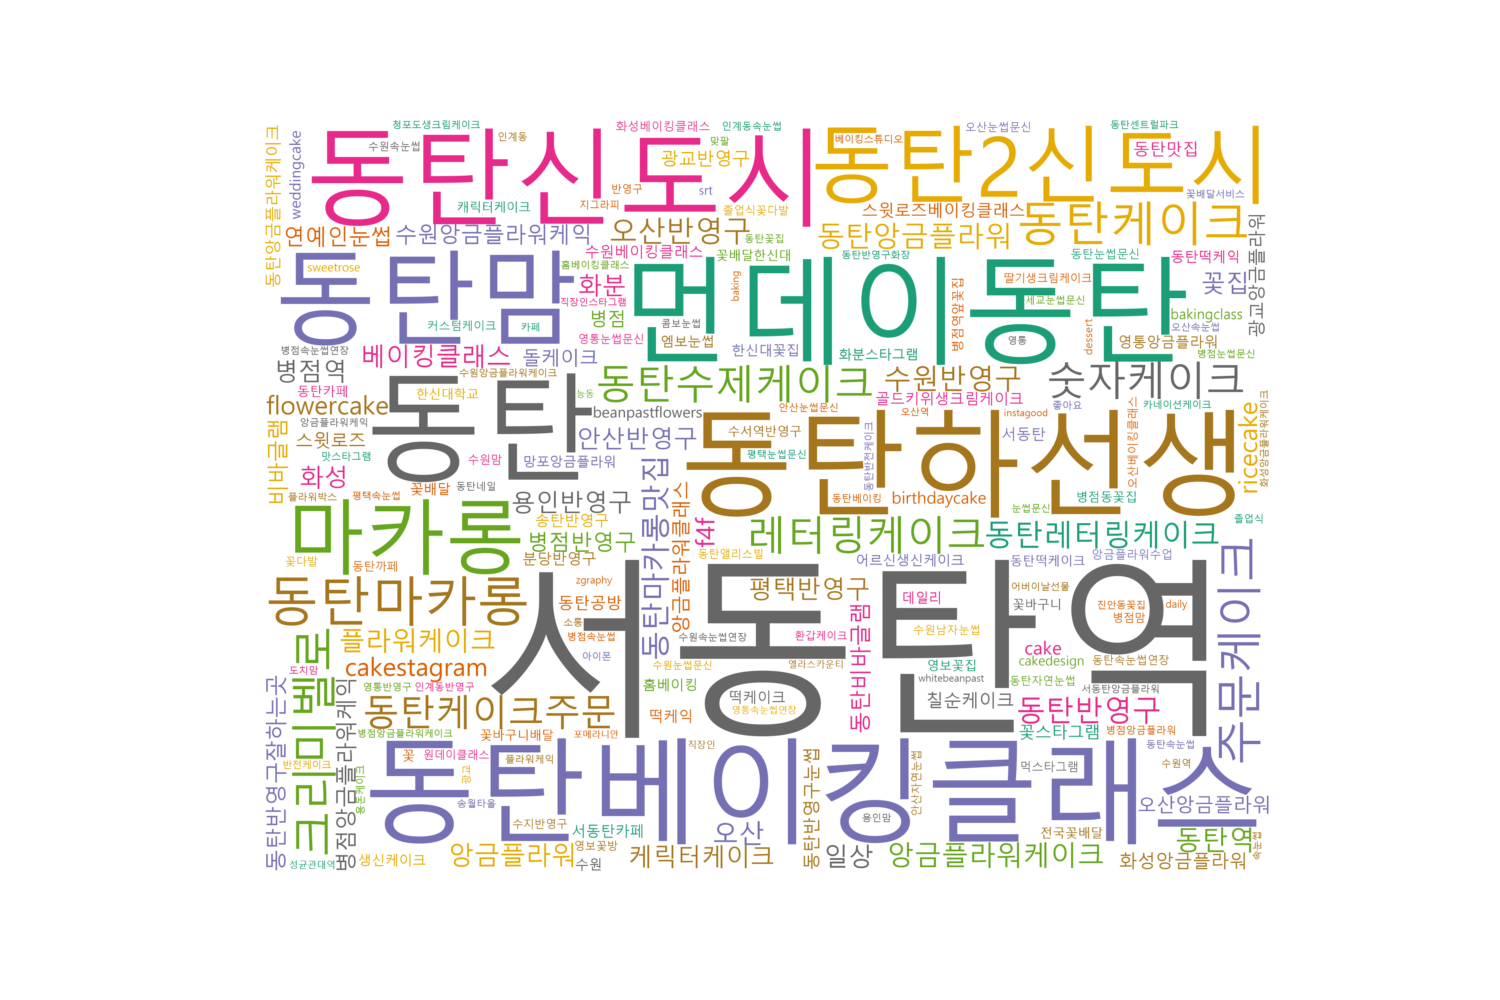 청포도생크림케이크
인계동
화성베이킹클래스
인계동속눈썹
베이킹스튜디오
오산눈썹문신
동탄센트럴파크
동탄신도시
동탄2신도시
동탄앙금플라워케이크
weddingcake
수원속눈썹
맞팔
광교반영구
동탄맛집
반영구
srt
꽃배달서비스
캐릭터케이크
지그라피
졸업식꽃다발
스윗로즈베이킹클래스
동탄케이크
연예인눈썹
수원앙금플라워케익
오산반영구
동탄꽃집
동탄앙금플라워
광교앙금플라워
sweetrose
홈베이킹클래스
수원베이킹클래스
꽃배달한신대
동탄반영구화장
동탄눈썹문신
동탄떡케익
동탄맘
먼데이동탄
화분
baking
병점역앞꽃집
딸기생크림케이크
꽃집
직장인스타그램
세교눈썹문신
bakingclass
커스텀케이크
카페
병점
콤보눈썹
오산속눈썹
영통눈썹문신
엠보눈썹
한신대꽃집
화분스타그램
영통
dessert
영통앙금플라워
병점속눈썹연장
베이킹클래스
돌케이크
병점눈썹문신
병점역
수원앙금플라워케이크
동탄수제케이크
수원반영구
숫자케이크
동탄카페
한신대학교
동탄
능동
골드키위생크림케이크
좋아요
카네이션케이크
flowercake
beanpastflowers
안산눈썹문신
오산역
instagood
오산베이킹클래스
ricecake
화성앙금플라워케이크
앙금플라워케익
비바글램
스윗로즈
안산반영구
수서역반영구
동탄하선생
서동탄
맛스타그램
수원맘
망포앙금플라워
평택눈썹문신
동탄반전케이크
화성
꽃배달
동탄네일
플라워박스
평택속눈썹
용인반영구
동탄마카롱맛집
앙금플라워클래스
동탄베이킹
birthdaycake
병점동꽃집
눈썹문신
졸업식
마카롱
송탄반영구
병점반영구
f4f
레터링케이크
동탄레터링케이크
꽃다발
동탄까페
분당반영구
동탄앨리스빌
어르신생신케이크
동탄떡케이크
앙금플라워수업
주문케이크
동탄마카롱
zgraphy
동탄공방
서동탄역
평택반영구
데일리
꽃바구니
어버이날선물
진안동꽃집
daily
병점맘
소통
병점속눈썹
수원속눈썹연장
환갑케이크
동탄비바글램
수원남자눈썹
크리미벨로
플라워케이크
아이폰
cake
도치맘
cakestagram
수원눈썹문신
엘라스카운티
영보꽃집
cakedesign
동탄속눈썹연장
동탄반영구잘하는곳
병점앙금플라워케익
영통반영구
인계동반영구
홈베이킹
떡케이크
whitebeanpast
동탄자연눈썹
서동탄앙금플라워
칠순케이크
동탄케이크주문
떡케익
영통속눈썹연장
동탄반영구
병점앙금플라워케이크
꽃바구니배달
포메라니안
꽃스타그램
병점앙금플라워
반전케이크
용돈케이크
꽃
원데이클래스
플라워케익
직장인
동탄베이킹클래스
동탄속눈썹
수원역
먹스타그램
송월타올
동탄반영구눈썹
안산자연눈썹
오산앙금플라워
수지반영구
서동탄카페
오산
용인맘
전국꽃배달
동탄역
성균관대역
생신케이크
앙금플라워
영보꽃방
수원
케릭터케이크
일상
앙금플라워케이크
화성앙금플라워
속눈썹